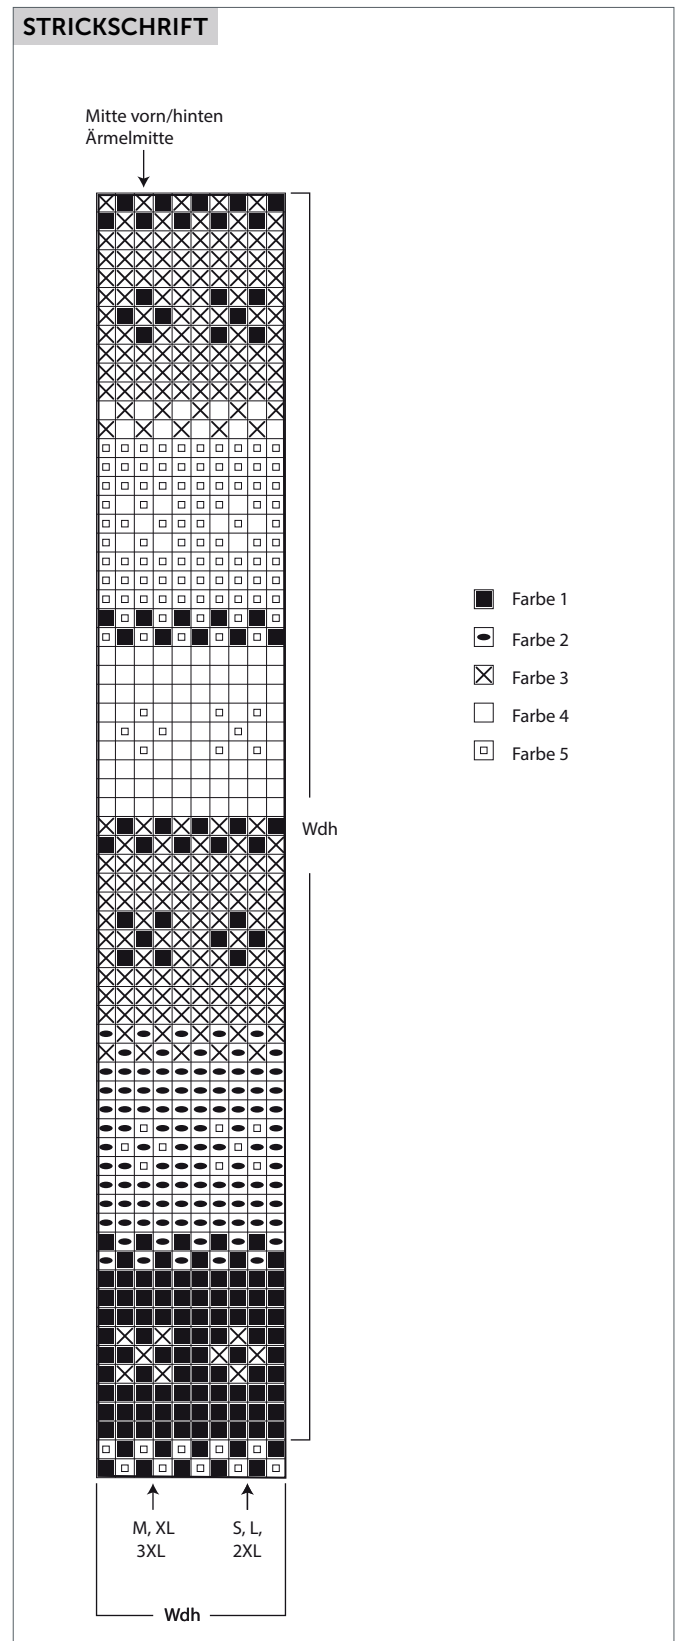 STRICKSCHRIFT
Mitte vorn/hinten
Ärmelmitte
Farbe 1
Farbe 2
Farbe 3
Farbe 4
Farbe 5
Wdh
M, XL
3XL
S, L,
2XL
Wdh